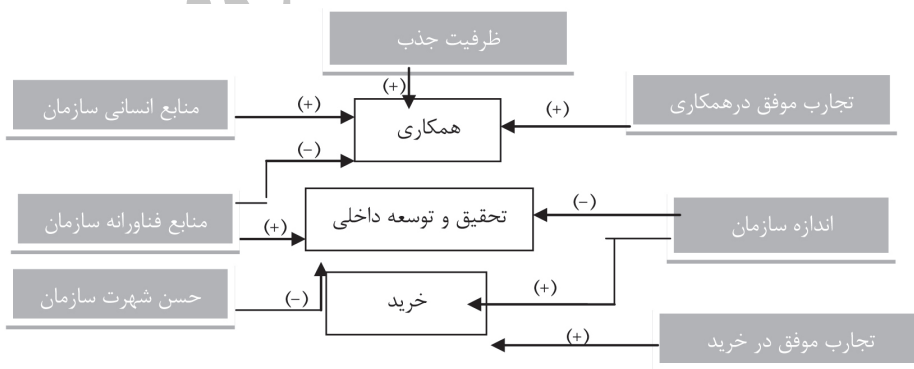 ظرفیت جذب
(+)
منابع انسانی سازمان
(+)
همکاری
(+)
تجارب موفق درهمکاری
(-)
منابع فناورانه سازمان
(+)
تحقیق و توسعه داخلی
(-)
اندازه سازمان
حسن شهرت سازمان
(-)
خرید
(+)
(+)
تجارب موفق در خرید